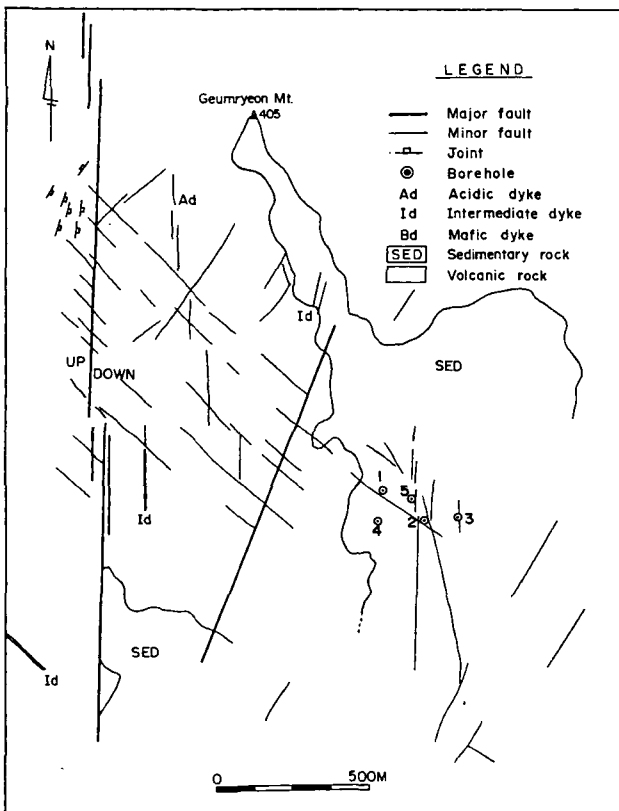 N
Geumryeon Mt.
405
LEGEND
Major fault
Minor fault
Joint
Borehole
Ad Acidic dyke
Id Intermediate dyke
Bd Mafic dyke
SED Sedimentary rock
Volcanic rock
Ad
Id
UP DOWN
SED
1
5
4
2
3
Id
SED
Id
0 500M